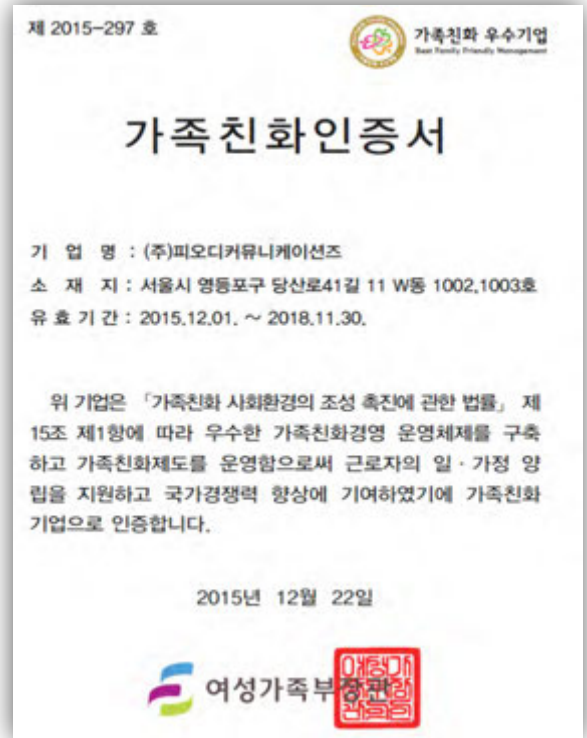 제 2015-297 호
가족친화 우수기업
Best Family Friendly Management
가족친화인증서
기 업 명 : (주)피오디커뮤니케이션즈
소 재 지 : 서울시 영등포구 당산로41길 11 W동 1002,1003호
유 효 기 간 : 2015.12.01. ~ 2018.11.30.
위 기업은 「가족친화 사회환경의 조성 촉진에 관한 법률」 제
15조 제1항에 따라 우수한 가족친화경영 운영체제를 구축
하고 가족친화제도를 운영함으로써 근로자의 일 · 가정 양
립을 지원하고 국가경쟁력 향상에 기여하였기에 가족친화
기업으로 인증합니다.
2015년 12월 22일
여성가족부장관